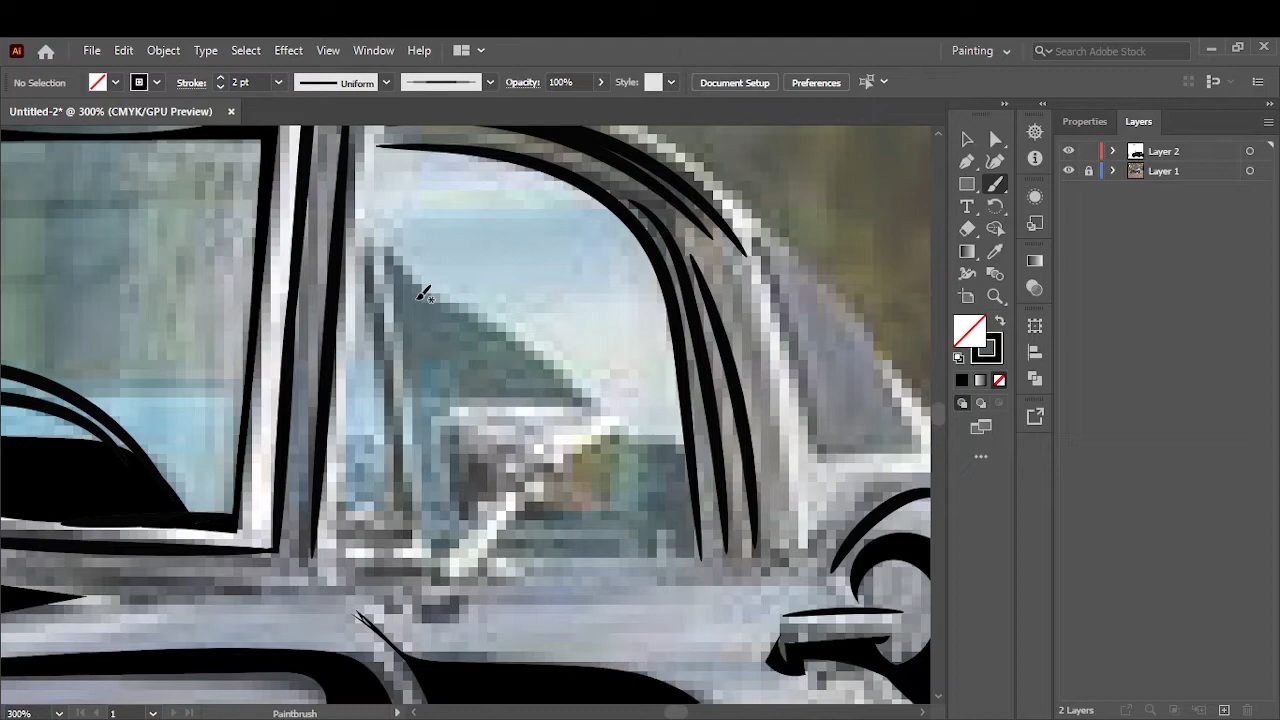 Ai File Edit Object Type Select Effect View Window Help Painting Search Adobe Stock
No Selection Stroke: 2 pt Uniform Opacity: 100% Style: Document Setup Preferences
Untitled-2* @ 300% (CMYK/GPU Preview)
Properties Layers
Layer 2
Layer 1
300% 1 Paintbrush 2 Layers